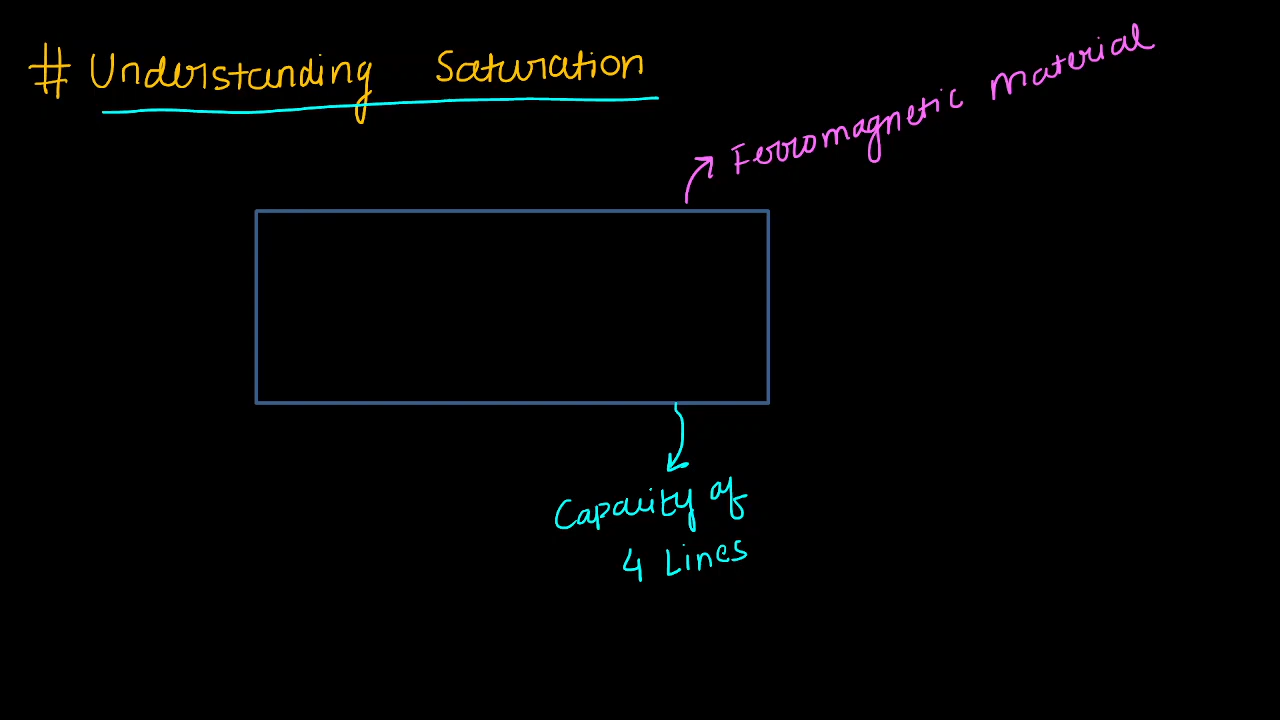 # Understanding Saturation
Ferromagnetic Material
Capacity of
4 Lines